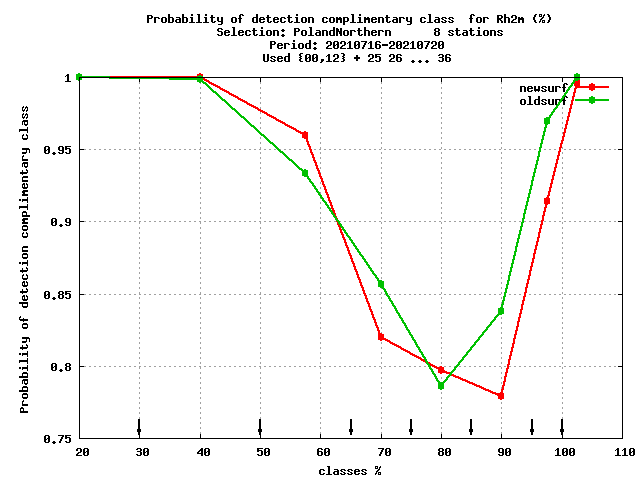 Probability of detection complimentary class  for Rh2m (%)
Selection: PolandNorthern      8 stations
Period: 20210716-20210720
Used {00,12} + 25 26 ... 36
newsurf
oldsurf
Probability of detection complimentary class
1
0.95
0.9
0.85
0.8
0.75
20 30 40 50 60 70 80 90 100 110
classes %